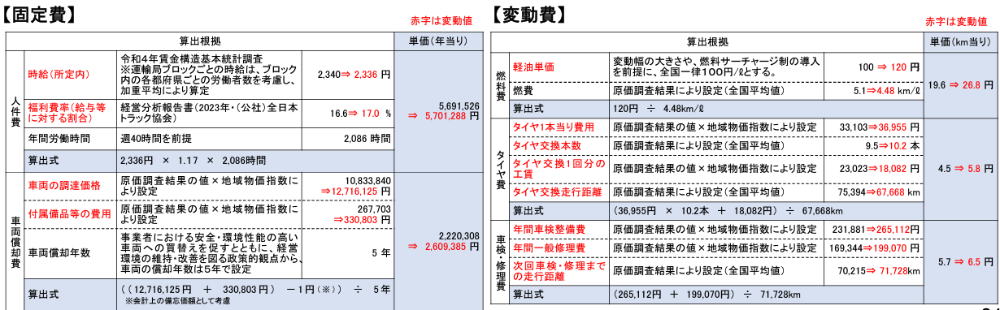 【固定費】
赤字は変動値
算出根拠 単価（年当り）
人件費
時給（所定内）
令和４年賃金構造基本統計調査
※運輸局ブロックごとの時給は、ブロック
内の各都府県ごとの労働者数を考慮し、
加重平均により算定
2,340⇒ 2,336 円
福利費率（給与等
に対する割合）
経営分析報告書（2023年・（公社）全日本
トラック協会）
16.6⇒ 17.0 %
年間労働時間 週40時間を前提 2,086 時間
算出式 2,336円 × 1.17 × 2,086時間
5,691,526
⇒ 5,701,288 円
車両償却費
車両の調達価格
原価調査結果の値×地域物価指数に
より設定
10,833,840
⇒12,716,125 円
付属備品等の費用
原価調査結果の値×地域物価指数に
より設定
267,703
⇒330,803 円
車両償却年数
事業者における安全・環境性能の高い
車両への買替えを促すとともに、経営
環境の維持・改善を図る政策的観点から、
車両の償却年数は５年で設定
5 年
算出式 （（12,716,125 円 ＋ 330,803 円） －１円（※）） ÷ 5 年
※会計上の備忘価額として考慮
2,220,308
⇒ 2,609,385 円
【変動費】
赤字は変動値
算出根拠 単価（km当り）
燃料費
軽油単価
変動幅の大きさや、燃料サーチャージ制の導入
を前提に、全国一律１００円/ℓとする。
100 ⇒ 120 円
燃費 原価調査結果により設定（全国平均値） 5.1⇒4.48 km/ℓ
算出式 120円 ÷ 4.48km/ℓ
19.6 ⇒ 26.8 円
タイヤ費
タイヤ1本当り費用 原価調査結果の値×地域物価指数により設定 33,103⇒36,955 円
タイヤ交換本数 原価調査結果により設定（全国平均値） 9.5⇒10.2 本
タイヤ交換1回分の
工賃
原価調査結果の値×地域物価指数により設定 23,023⇒18,082 円
タイヤ交換走行距離 原価調査結果により設定（全国平均値） 75,394⇒67,668 km
算出式 （36,955円 × 10.2本 ＋ 18,082円） ÷ 67,668km
4.5 ⇒ 5.8 円
車検・修理費
年間車検整備費 原価調査結果の値×地域物価指数により設定 231,881⇒265,112円
年間一般修理費 原価調査結果の値×地域物価指数により設定 169,344⇒199,070 円
次回車検・修理まで
の走行距離
原価調査結果により設定（全国平均値） 70,215⇒ 71,728km
算出式 （265,112円 ＋ 199,070円） ÷ 71,728km
5.7 ⇒ 6.5 円